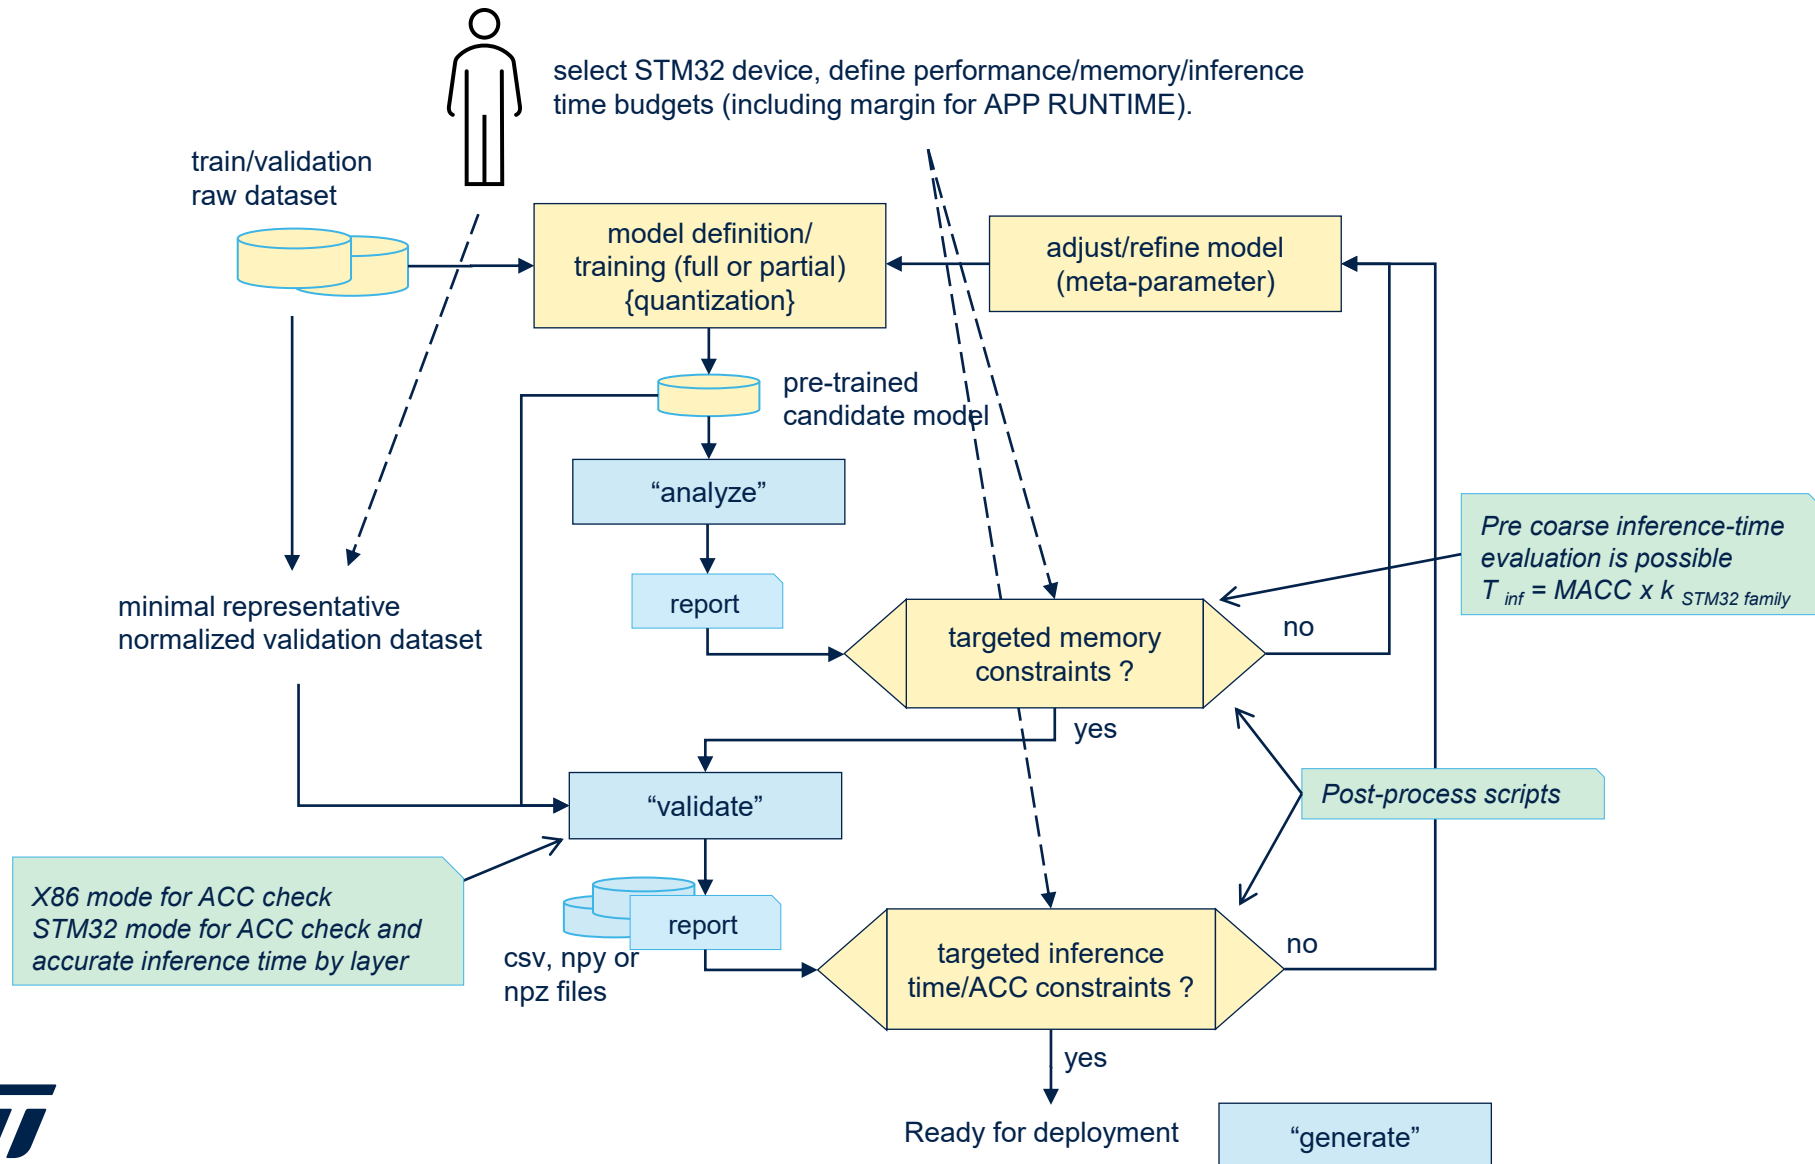 select STM32 device, define performance/memory/inference
time budgets (including margin for APP RUNTIME).
train/validation
raw dataset
model definition/
training (full or partial)
{quantization}
adjust/refine model
(meta-parameter)
pre-trained
candidate model
“analyze”
report
minimal representative
normalized validation dataset
targeted memory
constraints ?
no
yes
Pre coarse inference-time
evaluation is possible
T inf = MACC x k STM32 family
“validate”
Post-process scripts
X86 mode for ACC check
STM32 mode for ACC check and
accurate inference time by layer
report
csv, npy or
npz files
targeted inference
time/ACC constraints ?
no
yes
Ready for deployment
“generate”